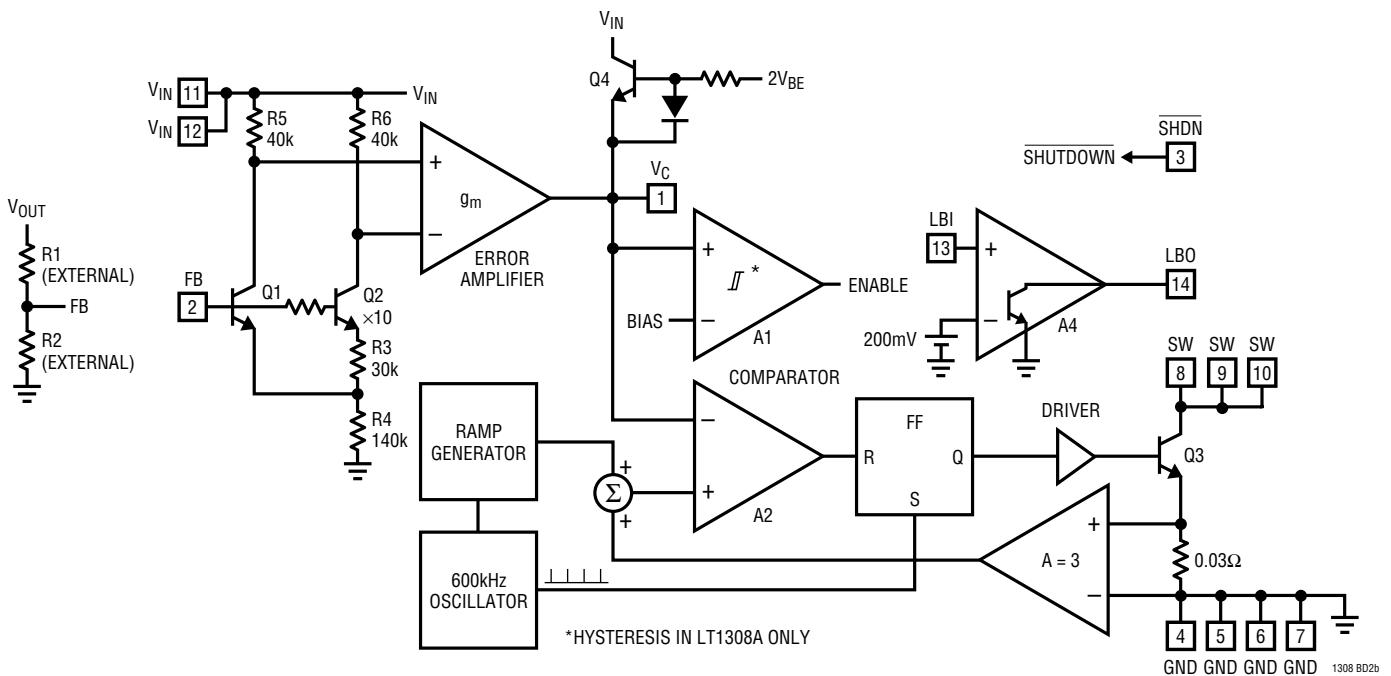 V_IN
V_IN 11
V_IN
V_IN 12
R5
40k
R6
40k
Q4
2V_BE
SHDN
SHUTDOWN
3
V_OUT
R1
(EXTERNAL)
FB
R2
(EXTERNAL)
FB
2
Q1
Q2
×10
R3
30k
R4
140k
+
g_m
−
ERROR
AMPLIFIER
V_C
1
+
*
BIAS
−
A1
ENABLE
LBI
13
+
−
200mV
A4
LBO
14
COMPARATOR
−
+
A2
RAMP
GENERATOR
+
Σ
+
FF
R
Q
S
DRIVER
SW SW SW
8 9 10
Q3
600kHz
OSCILLATOR
A = 3
+
−
0.03Ω
*HYSTERESIS IN LT1308A ONLY
4 5 6 7
GND GND GND GND
1308 BD2b